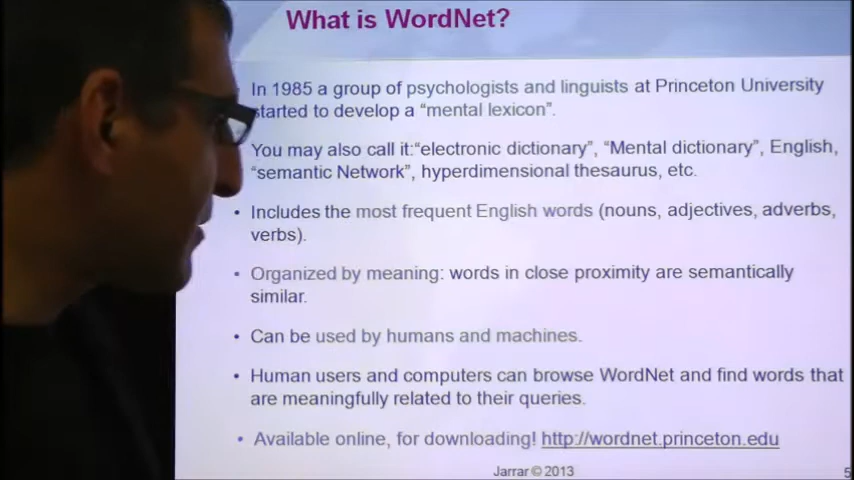 What is WordNet?
In 1985 a group of psychologists and linguists at Princeton University
started to develop a “mental lexicon”.
You may also call it:“electronic dictionary”, “Mental dictionary”, English,
“semantic Network”, hyperdimensional thesaurus, etc.
• Includes the most frequent English words (nouns, adjectives, adverbs,
verbs).
• Organized by meaning: words in close proximity are semantically
similar.
• Can be used by humans and machines.
• Human users and computers can browse WordNet and find words that
are meaningfully related to their queries.
• Available online, for downloading! http://wordnet.princeton.edu
Jarrar © 2013
5